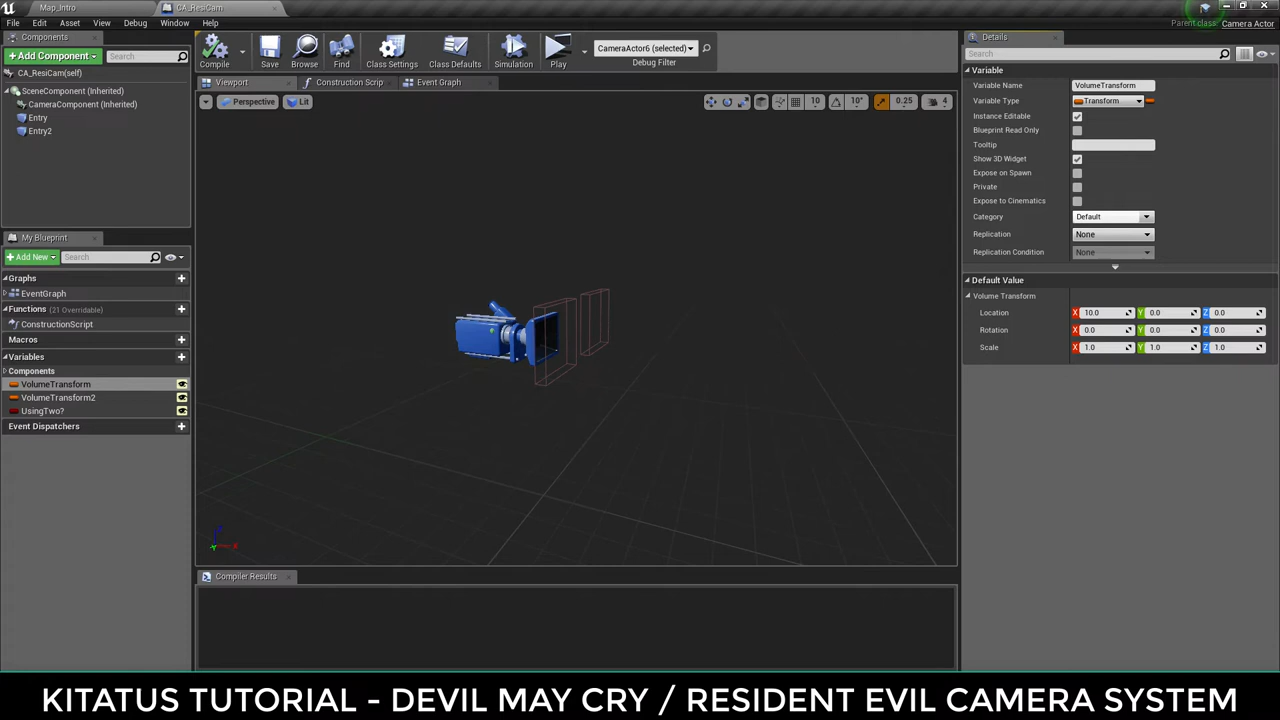 Map_Intro
CA_ResiCam
File Edit Asset View Debug Window Help
Parent class: Camera Actor
Components
+ Add Component
Search
CA_ResiCam(self)
SceneComponent (Inherited)
CameraComponent (Inherited)
Entry
Entry2
Compile
Save
Browse
Find
Class Settings
Class Defaults
Simulation
Play
CameraActor6 (selected)
Debug Filter
Viewport
Construction Scrip
Event Graph
Perspective
Lit
10
10°
0.25
4
My Blueprint
+ Add New
Search
Graphs
EventGraph
Functions (21 Overridable)
ConstructionScript
Macros
Variables
Components
VolumeTransform
VolumeTransform2
UsingTwo?
Event Dispatchers
Compiler Results
Details
Search
Variable
Variable Name VolumeTransform
Variable Type Transform
Instance Editable
Blueprint Read Only
Tooltip
Show 3D Widget
Expose on Spawn
Private
Expose to Cinematics
Category Default
Replication None
Replication Condition None
Default Value
Volume Transform
Location X 10.0 Y 0.0 Z 0.0
Rotation X 0.0 Y 0.0 Z 0.0
Scale X 1.0 Y 1.0 Z 1.0
KITATUS TUTORIAL - DEVIL MAY CRY / RESIDENT EVIL CAMERA SYSTEM